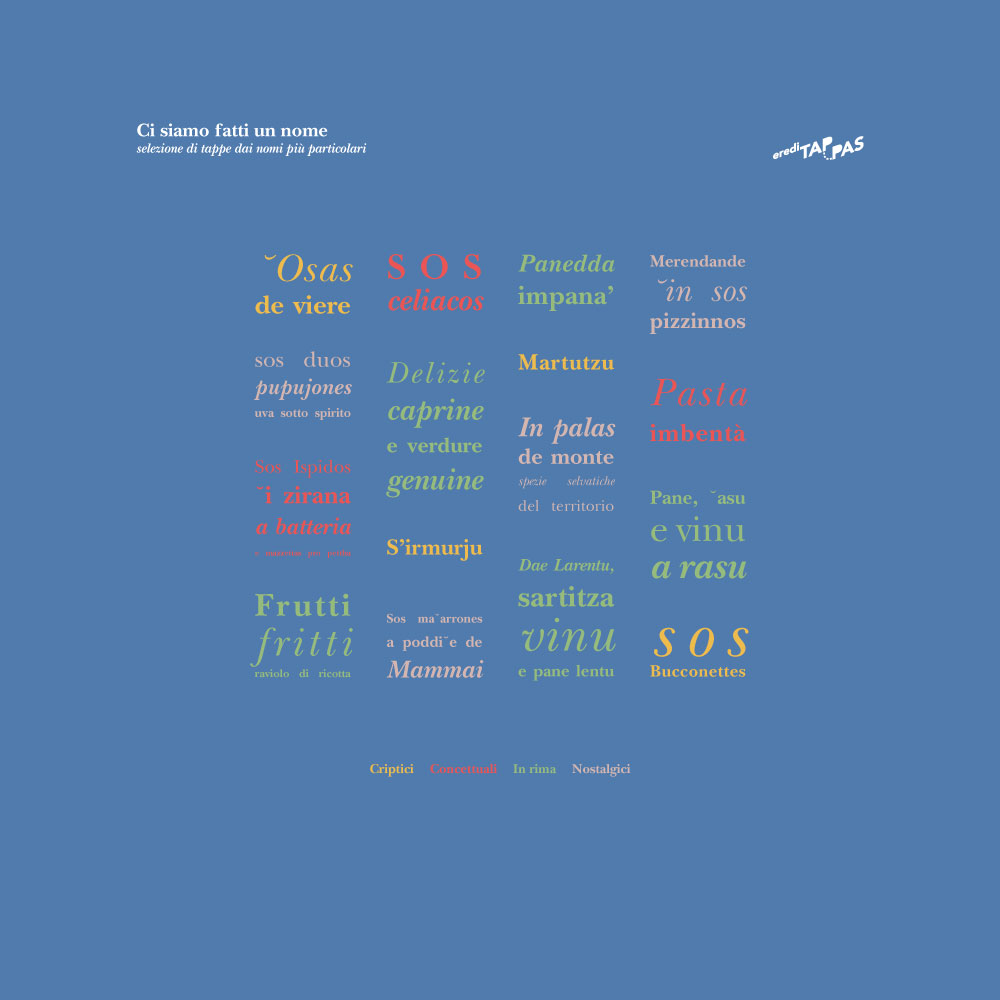 Ci siamo fatti un nome
selezione di tappe dai nomi più particolari
erediTAPPAS
˘Osas
de viere
sos duos
pupujones
uva sotto spirito
Sos Ispidos
˘i zirana
a batteria
Frutti
fritti
raviolo di ricotta
SOS
celiacos
Delizie
caprine
e verdure
genuine
S’irmurju
Sos ma˘arrones
a poddi˘e de
Mammai
Panedda
impana’
Martutzu
In palas
de monte
spezie selvatiche
del territorio
Dae Larentu,
sartitza
vinu
e pane lentu
Merendande
˘in sos
pizzinnos
Pasta
imbentà
Pane, ˘asu
e vinu
a rasu
SOS
Bucconettes
Criptici Concettuali In rima Nostalgici